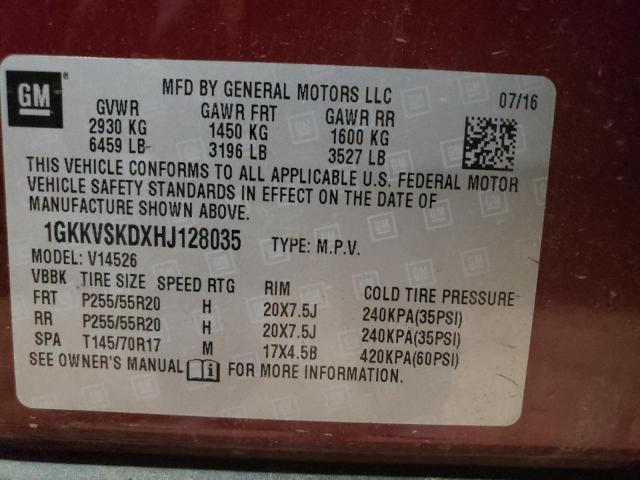 GM
MFD BY GENERAL MOTORS LLC 07/16
GVWR GAWR FRT GAWR RR
2930 KG 1450 KG 1600 KG
6459 LB 3196 LB 3527 LB
THIS VEHICLE CONFORMS TO ALL APPLICABLE U.S. FEDERAL MOTOR
VEHICLE SAFETY STANDARDS IN EFFECT ON THE DATE OF
MANUFACTURE SHOWN ABOVE.
1GKKVSKDXHJ128035 TYPE: M.P.V.
MODEL: V14526
VBBK TIRE SIZE SPEED RTG RIM COLD TIRE PRESSURE
FRT P255/55R20 H 20X7.5J 240KPA(35PSI)
RR P255/55R20 H 20X7.5J 240KPA(35PSI)
SPA T145/70R17 M 17X4.5B 420KPA(60PSI)
SEE OWNER'S MANUAL FOR MORE INFORMATION.